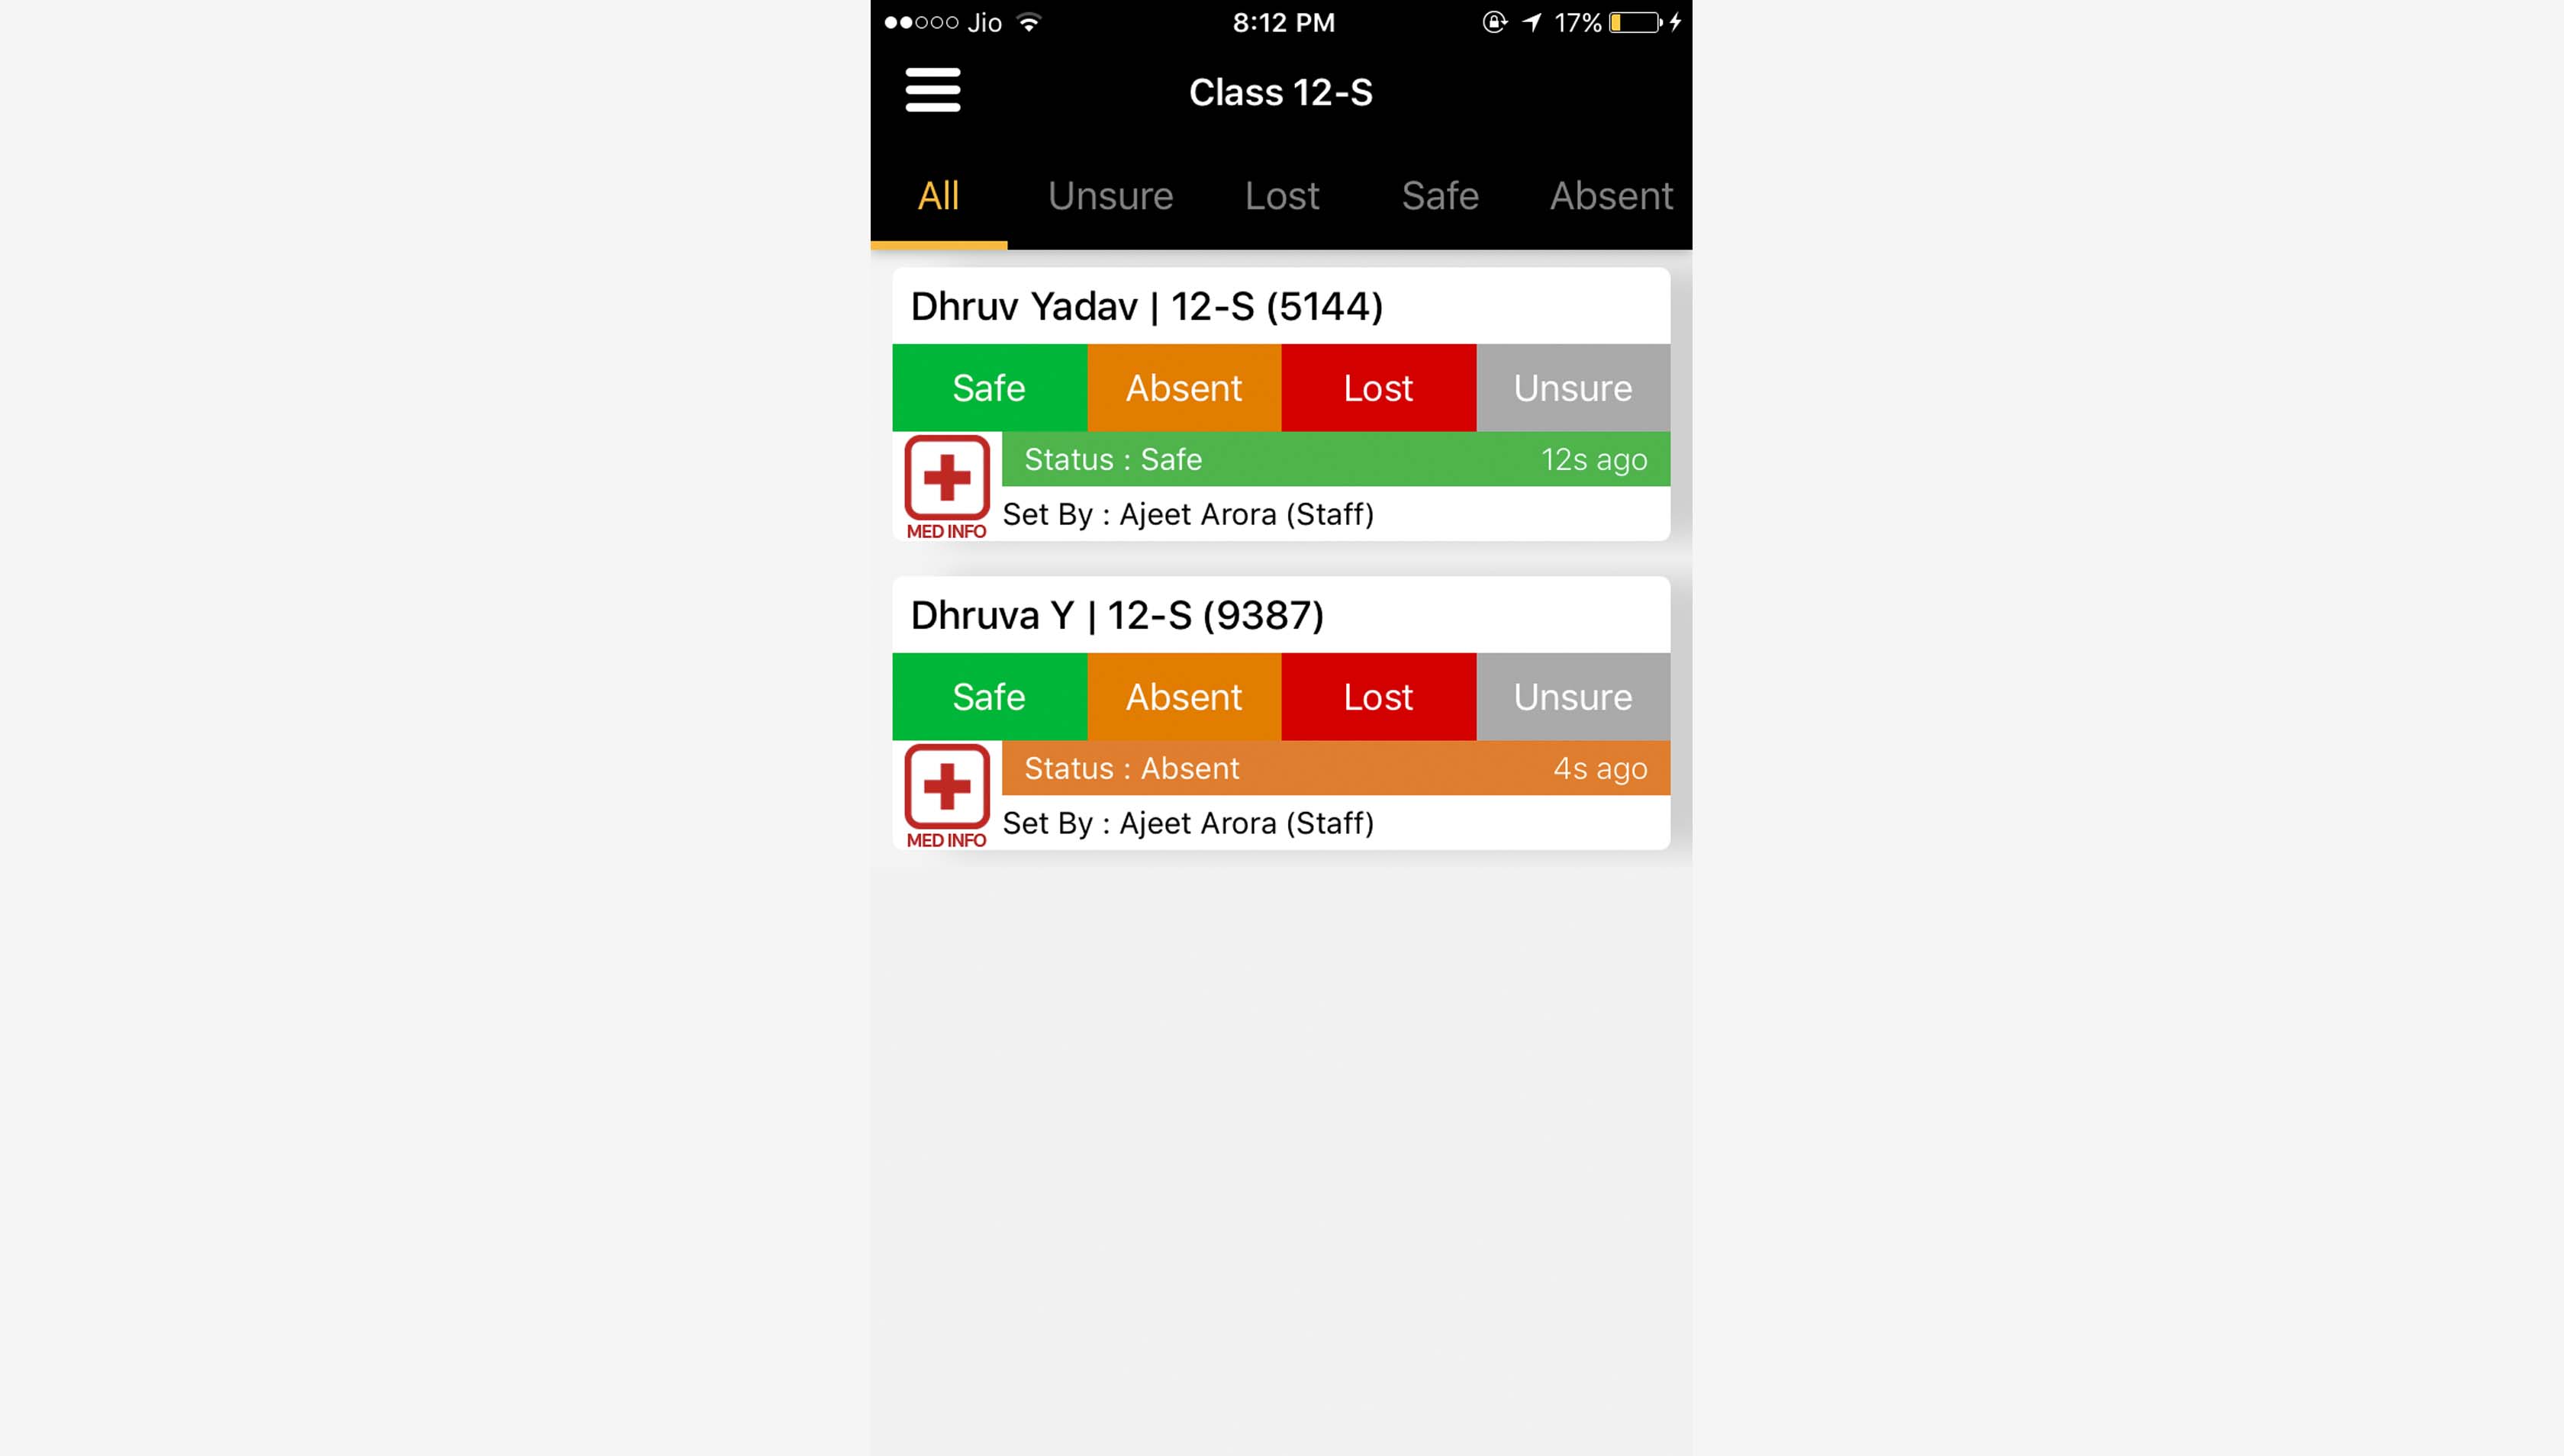 Jio 8:12 PM 17%
Class 12-S
All Unsure Lost Safe Absent
Dhruv Yadav | 12-S (5144)
Safe Absent Lost Unsure
Status : Safe 12s ago
MED INFO Set By : Ajeet Arora (Staff)
Dhruva Y | 12-S (9387)
Safe Absent Lost Unsure
Status : Absent 4s ago
MED INFO Set By : Ajeet Arora (Staff)